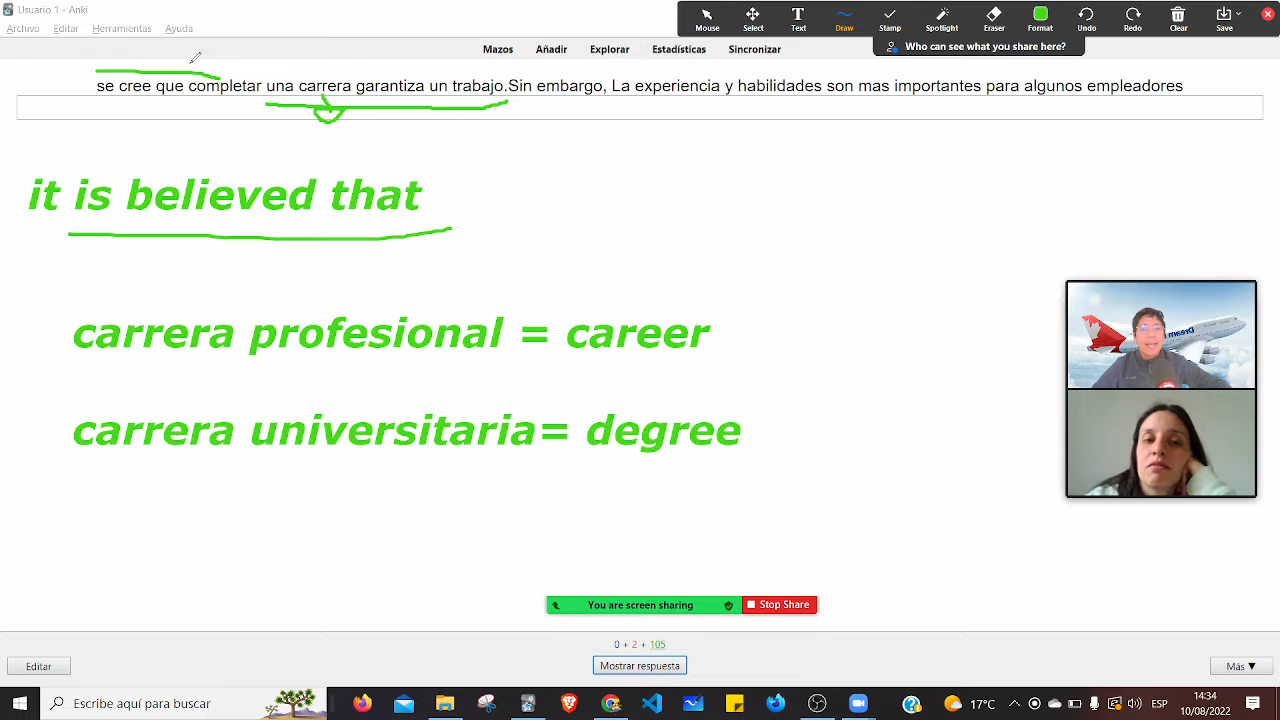 Usuario 1 - Anki
Archivo Editar Herramientas Ayuda
Mouse Select Text Draw Stamp Spotlight Eraser Format Undo Redo Clear Save
Who can see what you share here?
Mazos Añadir Explorar Estadísticas Sincronizar
se cree que completar una carrera garantiza un trabajo.Sin embargo, La experiencia y habilidades son mas importantes para algunos empleadores
it is believed that
carrera profesional = career
carrera universitaria= degree
You are screen sharing Stop Share
0 + 2 + 105
Editar Mostrar respuesta Más ▼
Escribe aquí para buscar
17°C ESP
14:34
10/08/2022